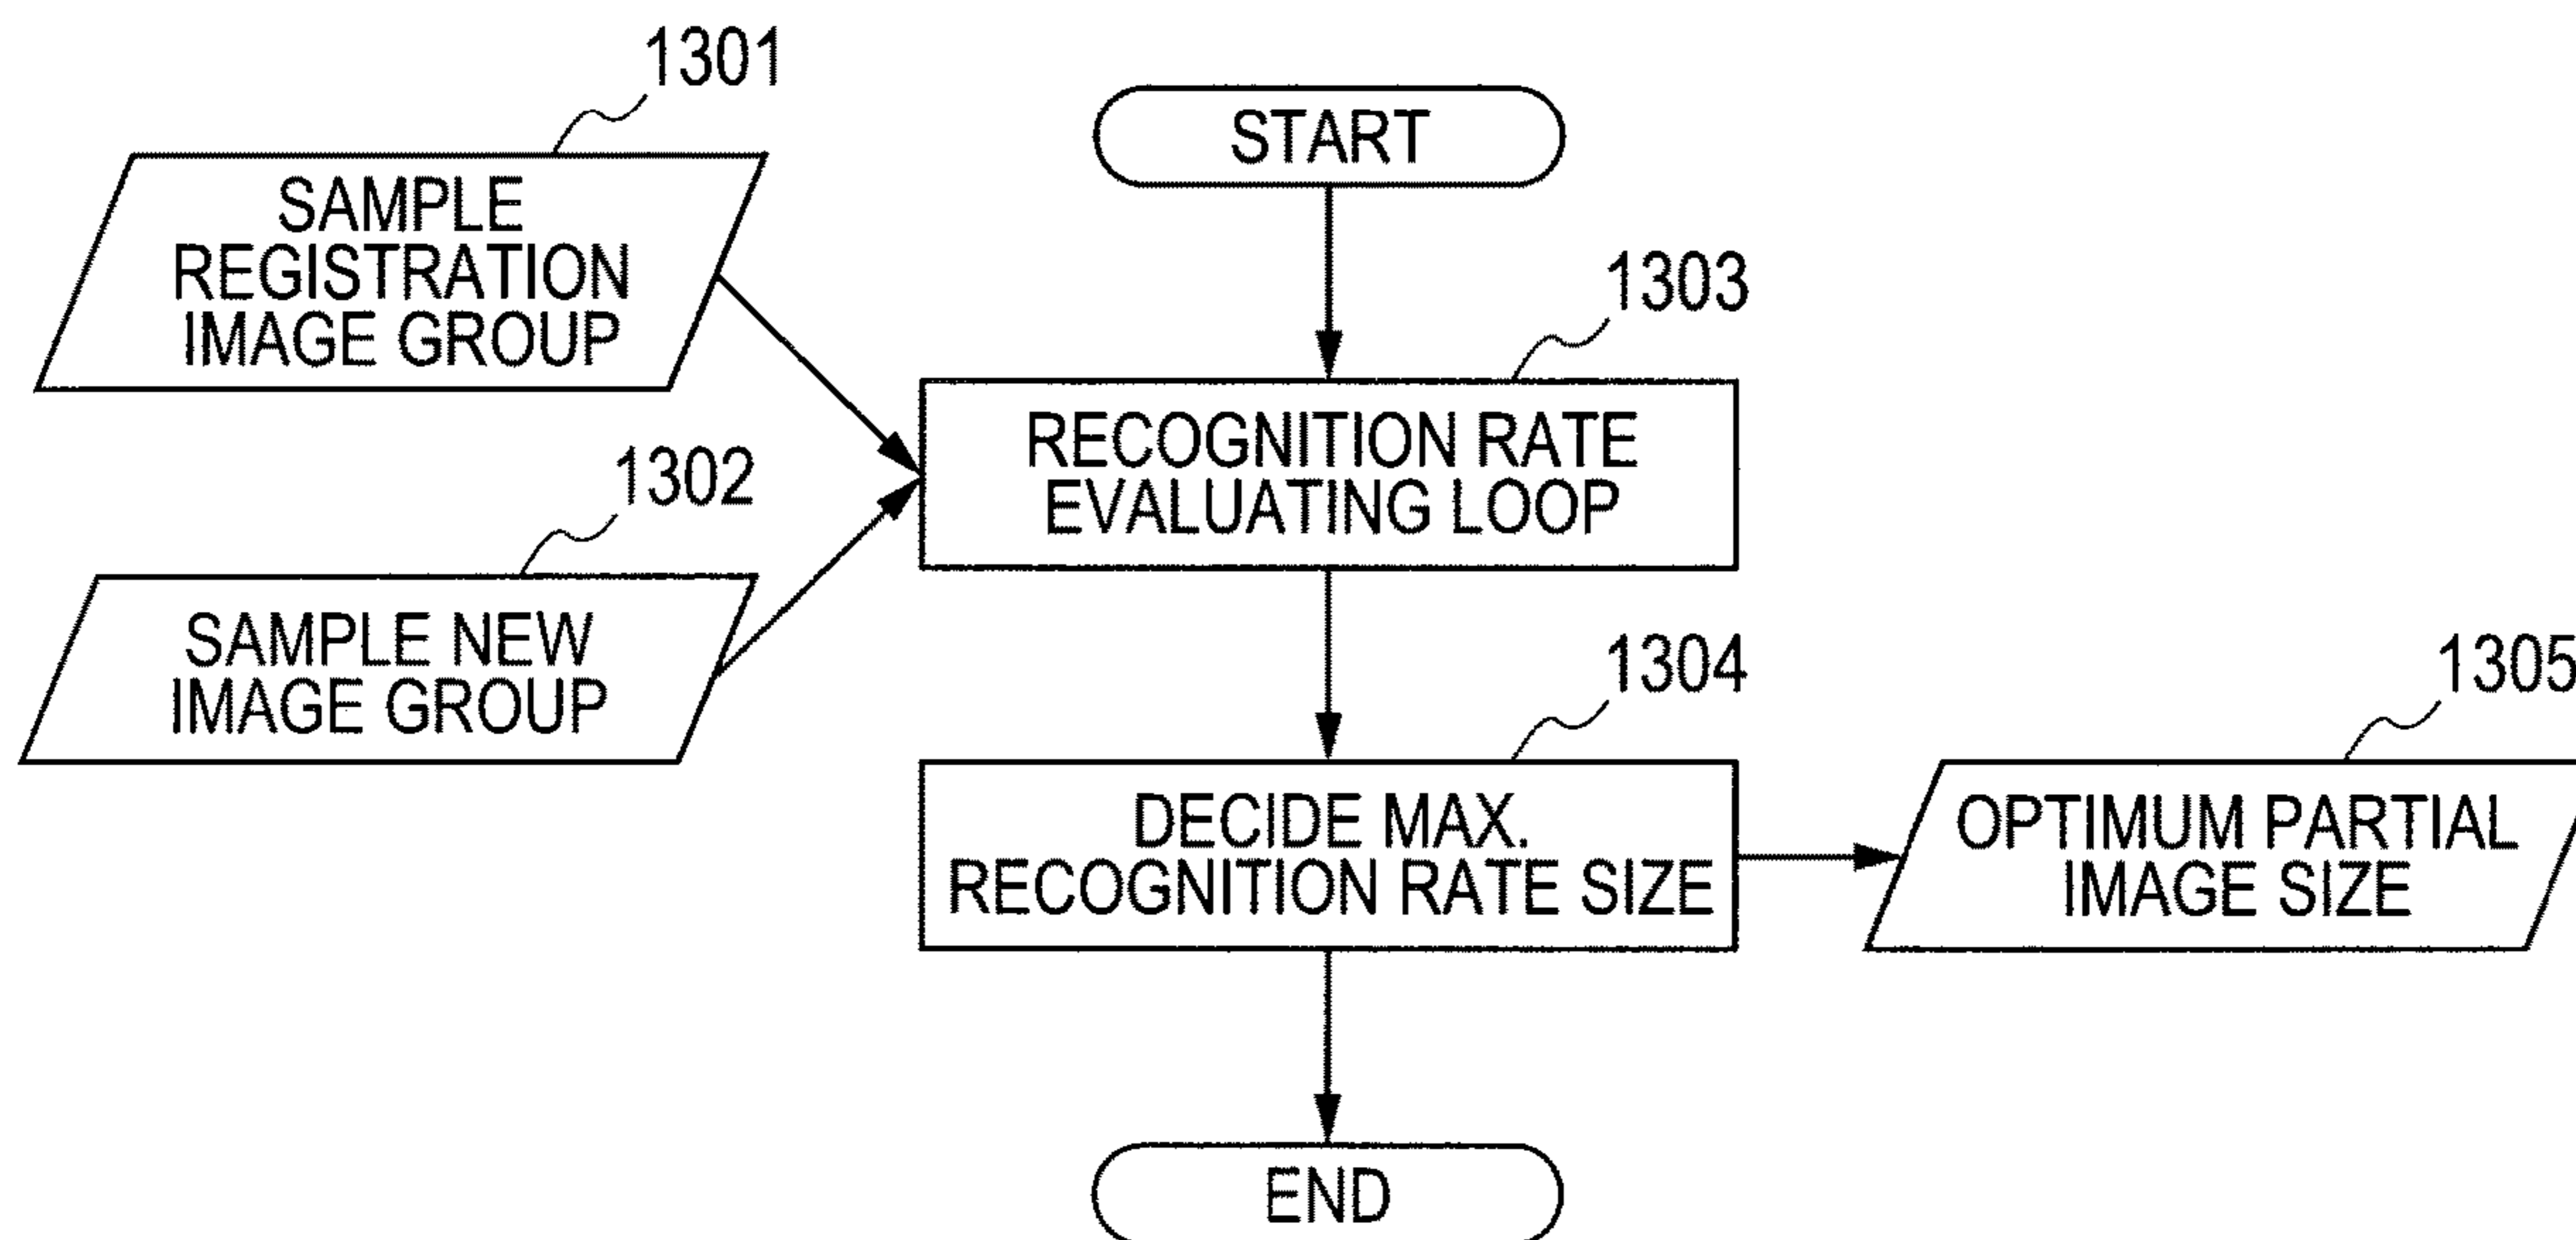 1301
START
SAMPLE
REGISTRATION
IMAGE GROUP
1303
RECOGNITION RATE
EVALUATING LOOP
1302
SAMPLE NEW
IMAGE GROUP
1304
DECIDE MAX.
RECOGNITION RATE SIZE
1305
OPTIMUM PARTIAL
IMAGE SIZE
END